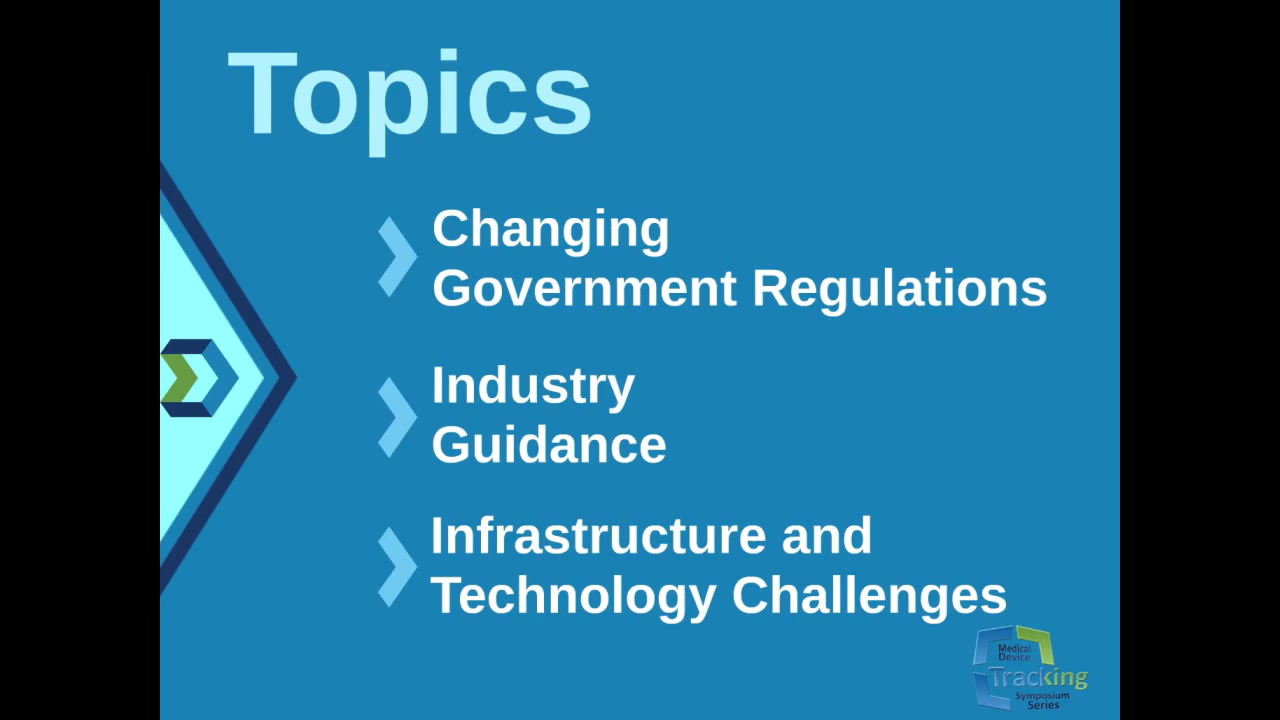 Topics
Changing
Government Regulations
Industry
Guidance
Infrastructure and
Technology Challenges
Medical
Device
Tracking
Symposium
Series